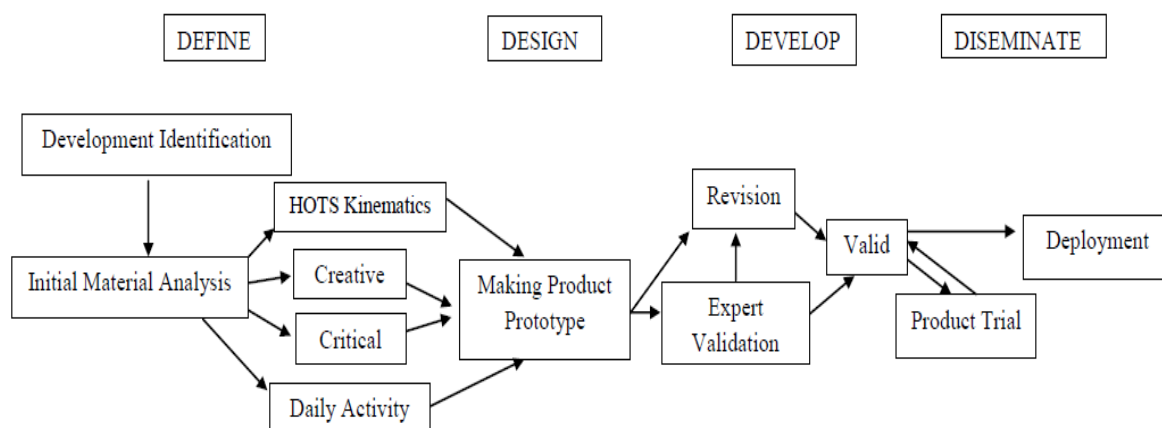 DEFINE
DESIGN
DEVELOP
DISEMINATE
Development Identification
HOTS Kinematics
Revision
Valid
Deployment
Initial Material Analysis
Creative
Making Product
Prototype
Expert
Validation
Product Trial
Critical
Daily Activity